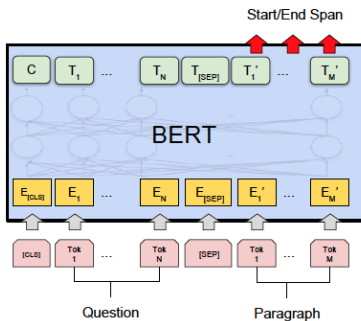 Start/End Span
C T1 ... TN T[SEP] T1' ... TM'
BERT
E[CLS] E1 ... EN E[SEP] E1' ... EM'
[CLS] Tok 1 ... Tok N [SEP] Tok 1 ... Tok M
Question Paragraph